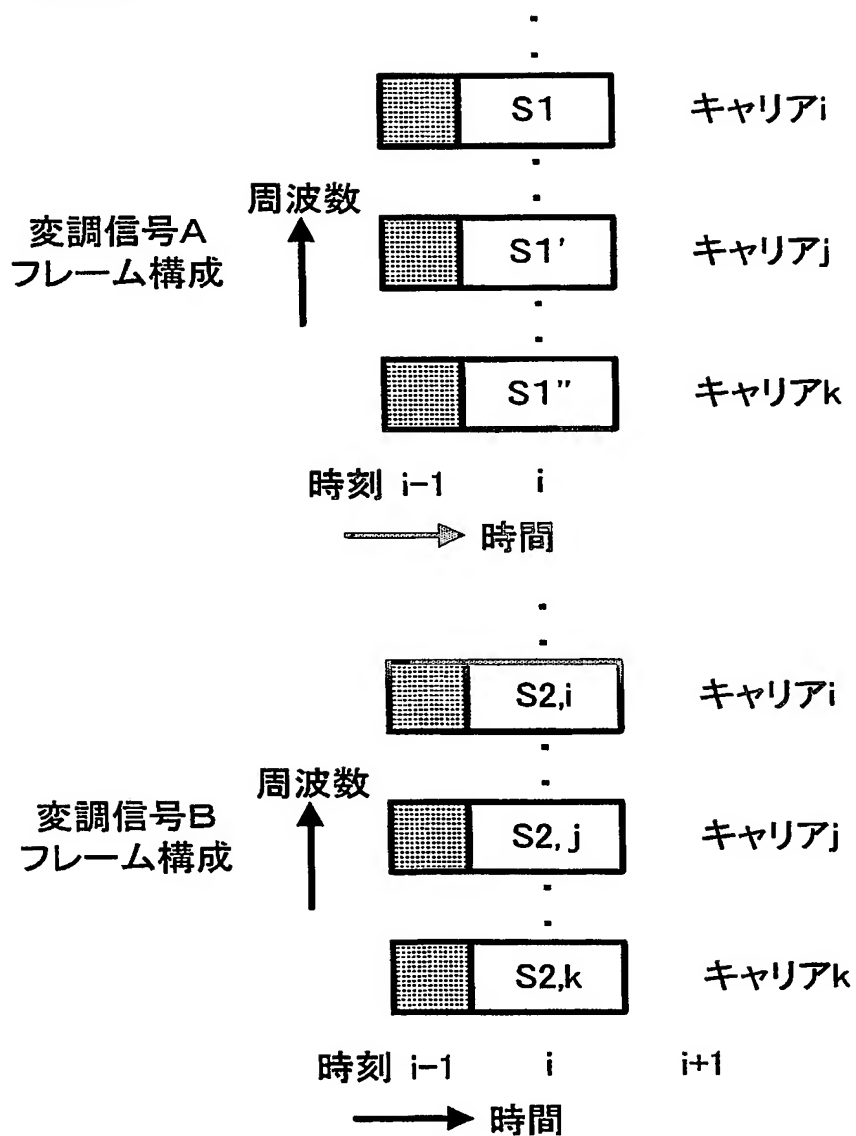 S1 キャリアi
周波数
変調信号A
フレーム構成
S1' キャリアj
S1'' キャリアk
時刻 i-1 i
時間
S2,i キャリアi
周波数
変調信号B
フレーム構成
S2,j キャリアj
S2,k キャリアk
時刻 i-1 i i+1
時間